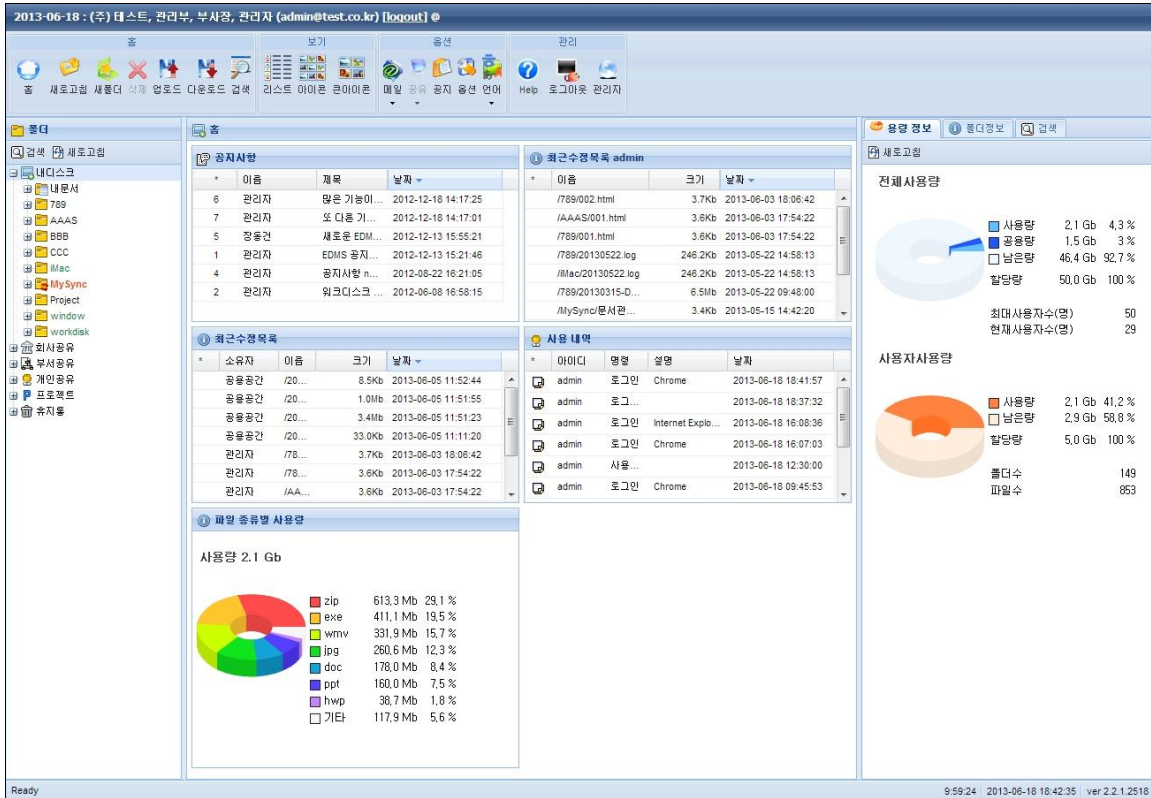 2013-06-18 : (주) 테스트, 관리부, 부사장, 관리자 (admin@test.co.kr) [logout] @
홈 보기 옵션 관리
홈 새로고침 새폴더 삭제 업로드 다운로드 검색 리스트 아이콘 큰아이콘 메일 공유 공지 옵션 언어 Help 로그아웃 관리자
폴더
검색 새로고침
내디스크
내문서
789
AAAS
BBB
CCC
iMac
MySync
Project
window
workdisk
회사공유
부서공유
개인공유
프로젝트
휴지통
홈
공지사항
* 이름 제목 날짜
6 관리자 많은 기능이... 2012-12-18 14:17:25
7 관리자 또 다른 기... 2012-12-18 14:17:01
5 장동건 새로운 EDM... 2012-12-13 15:55:21
1 관리자 EDMS 공지... 2012-12-13 15:21:46
4 관리자 공지사항 n... 2012-08-22 16:21:05
2 관리자 워크디스크 ... 2012-06-08 16:58:15
최근수정목록 admin
* 이름 크기 날짜
/789/002.html 3.7Kb 2013-06-03 18:06:42
/AAAS/001.html 3.6Kb 2013-06-03 17:54:22
/789/001.html 3.6Kb 2013-06-03 17:54:22
/789/20130522.log 246.2Kb 2013-05-22 14:58:13
/iMac/20130522.log 246.2Kb 2013-05-22 14:58:13
/789/20130315-D... 6.5Mb 2013-05-22 09:48:00
/MySync/문서관... 3.4Kb 2013-05-15 14:42:20
최근수정목록
* 소유자 이름 크기 날짜
공용공간 /20... 8.5Kb 2013-06-05 11:52:44
공용공간 /20... 1.0Mb 2013-06-05 11:51:55
공용공간 /20... 3.4Mb 2013-06-05 11:51:23
공용공간 /20... 33.0Kb 2013-06-05 11:11:20
관리자 /78... 3.7Kb 2013-06-03 18:06:42
관리자 /78... 3.6Kb 2013-06-03 17:54:22
관리자 /AA... 3.6Kb 2013-06-03 17:54:22
사용 내역
* 아이디 명령 설명 날짜
admin 로그인 Chrome 2013-06-18 18:41:57
admin 로그... 2013-06-18 18:37:32
admin 로그인 Internet Explo... 2013-06-18 16:08:36
admin 로그인 Chrome 2013-06-18 16:07:03
admin 사용... 2013-06-18 12:30:00
admin 로그인 Chrome 2013-06-18 09:45:53
파일 종류별 사용량
사용량 2.1 Gb
zip 613,3 Mb 29,1 %
exe 411,1 Mb 19,5 %
wmv 331,9 Mb 15,7 %
jpg 260,6 Mb 12,3 %
doc 178,0 Mb 8,4 %
ppt 160,0 Mb 7,5 %
hwp 38,7 Mb 1,8 %
기타 117,9 Mb 5,6 %
용량 정보 폴더정보 검색
새로고침
전체사용량
사용량 2,1 Gb 4,3 %
공용량 1,5 Gb 3 %
남은량 46,4 Gb 92,7 %
할당량 50,0 Gb 100 %
최대사용자수(명) 50
현재사용자수(명) 29
사용자사용량
사용량 2,1 Gb 41,2 %
남은량 2,9 Gb 58,8 %
할당량 5,0 Gb 100 %
폴더수 149
파일수 853
Ready
9:59:24 2013-06-18 18:42:35 ver 2.2.1.2518